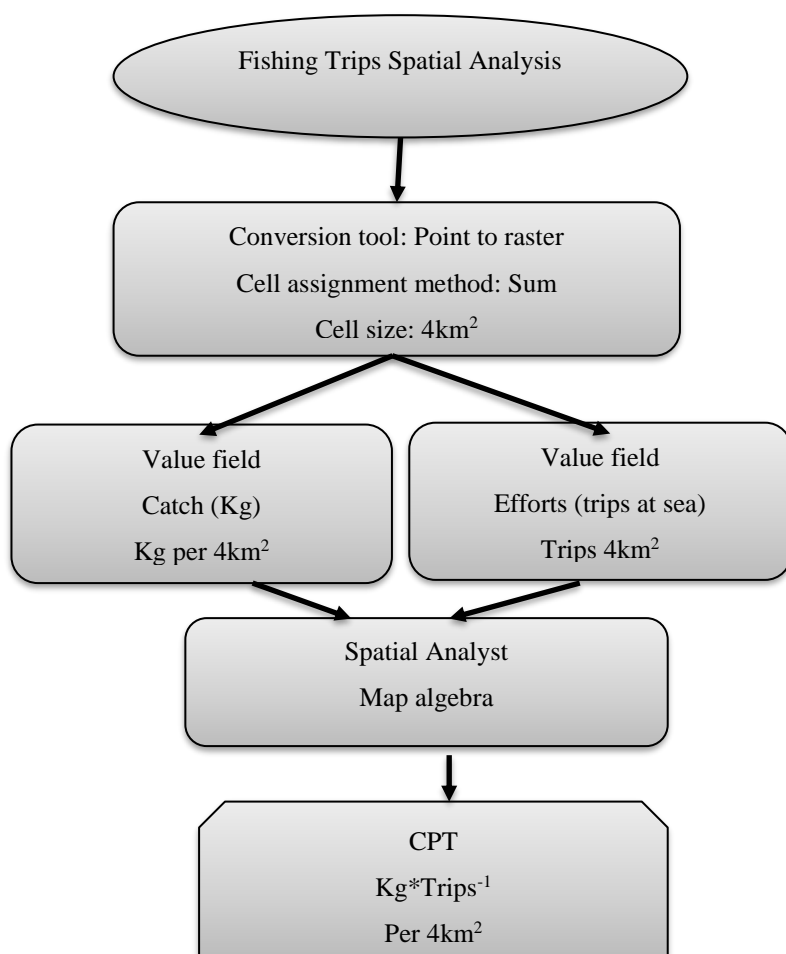 Fishing Trips Spatial Analysis
Conversion tool: Point to raster
Cell assignment method: Sum
Cell size: 4km²
Value field
Catch (Kg)
Kg per 4km²
Value field
Efforts (trips at sea)
Trips 4km²
Spatial Analyst
Map algebra
CPT
Kg*Trips⁻¹
Per 4km²